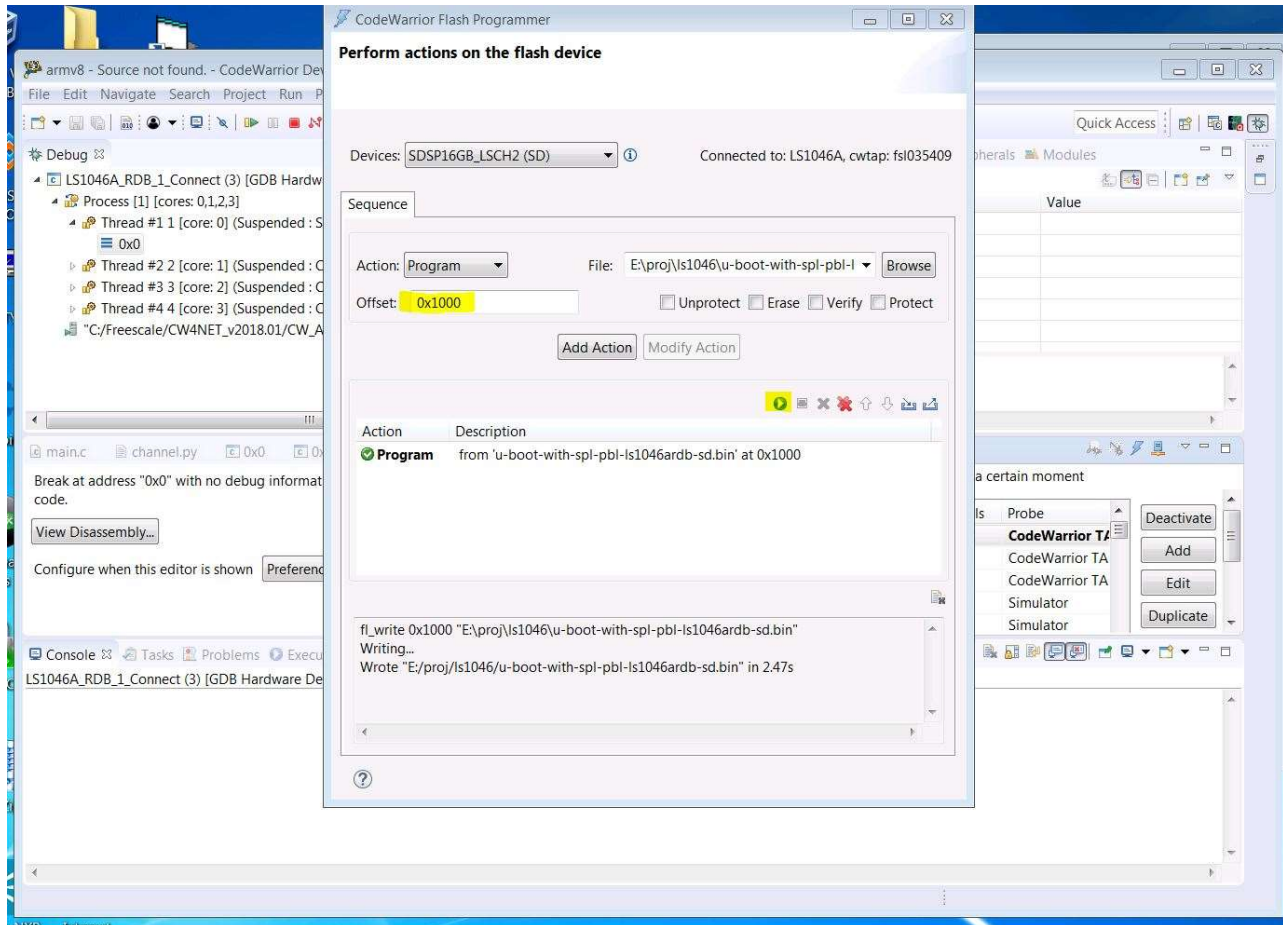 CodeWarrior Flash Programmer
Perform actions on the flash device
Devices: SDSP16GB_LSCH2 (SD) Connected to: LS1046A, cwtap: fsl035409
Sequence
Action: Program File: E:\proj\ls1046\u-boot-with-spl-pbl-l Browse
Offset: 0x1000 Unprotect Erase Verify Protect
Add Action Modify Action
Action Description
Program from 'u-boot-with-spl-pbl-ls1046ardb-sd.bin' at 0x1000
fl_write 0x1000 "E:\proj\ls1046\u-boot-with-spl-pbl-ls1046ardb-sd.bin"
Writing...
Wrote "E:/proj/ls1046/u-boot-with-spl-pbl-ls1046ardb-sd.bin" in 2.47s
armv8 - Source not found. - CodeWarrior Dev
File Edit Navigate Search Project Run P
Quick Access
Debug
LS1046A_RDB_1_Connect (3) [GDB Hardw
Process [1] [cores: 0,1,2,3]
Thread #1 1 [core: 0] (Suspended : S
0x0
Thread #2 2 [core: 1] (Suspended : C
Thread #3 3 [core: 2] (Suspended : C
Thread #4 4 [core: 3] (Suspended : C
"C:/Freescale/CW4NET_v2018.01/CW_A
pherals Modules
Value
main.c channel.py 0x0 0x
Break at address "0x0" with no debug informat
code.
View Disassembly...
Configure when this editor is shown Preferenc
a certain moment
ls Probe
CodeWarrior TA
CodeWarrior TA
CodeWarrior TA
Simulator
Simulator
Deactivate
Add
Edit
Duplicate
Console Tasks Problems Execu
LS1046A_RDB_1_Connect (3) [GDB Hardware De